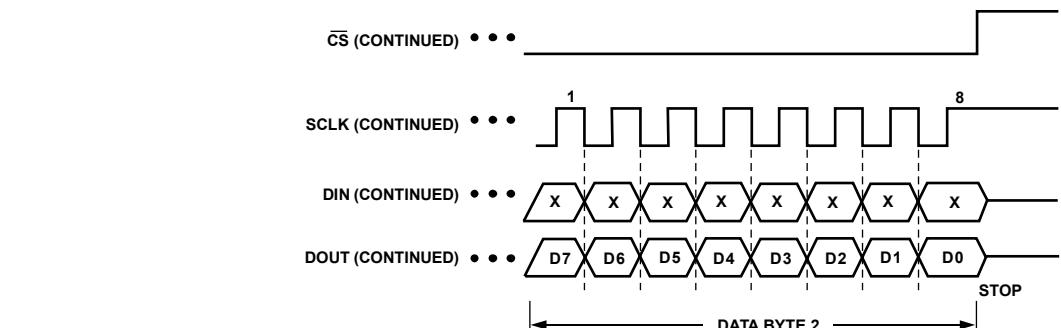 CS (CONTINUED)
1 8
SCLK (CONTINUED)
DIN (CONTINUED) X X X X X X X X
DOUT (CONTINUED) D7 D6 D5 D4 D3 D2 D1 D0
STOP
DATA BYTE 2